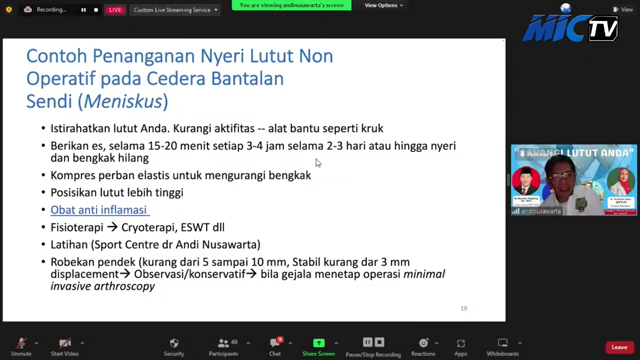 Recording...
LIVE
Custom Live Streaming Service
You are viewing andinusawarta's screen
View Options
View
MIC TV
Contoh Penanganan Nyeri Lutut Non
Operatif pada Cedera Bantalan
Sendi (Meniskus)
• Istirahatkan lutut Anda. Kurangi aktifitas -- alat bantu seperti kruk
• Berikan es, selama 15-20 menit setiap 3-4 jam selama 2-3 hari atau hingga nyeri
dan bengkak hilang
• Kompres perban elastis untuk mengurangi bengkak
• Posisikan lutut lebih tinggi
• Obat anti inflamasi
• Fisioterapi → Cryoterapi, ESWT dll
• Latihan (Sport Centre dr Andi Nusawarta)
• Robekan pendek (kurang dari 5 sampai 10 mm, Stabil kurang dar 3 mm
displacement→ Observasi/konservatif→ bila gejala menetap operasi minimal
invasive arthroscopy
19
LUTUT ANDA"
andinusawarta
Unmute
Start Video
Security
Participants
Chat
Share Screen
Pause/Stop Recording
Reactions
Apps
Whiteboards
Leave